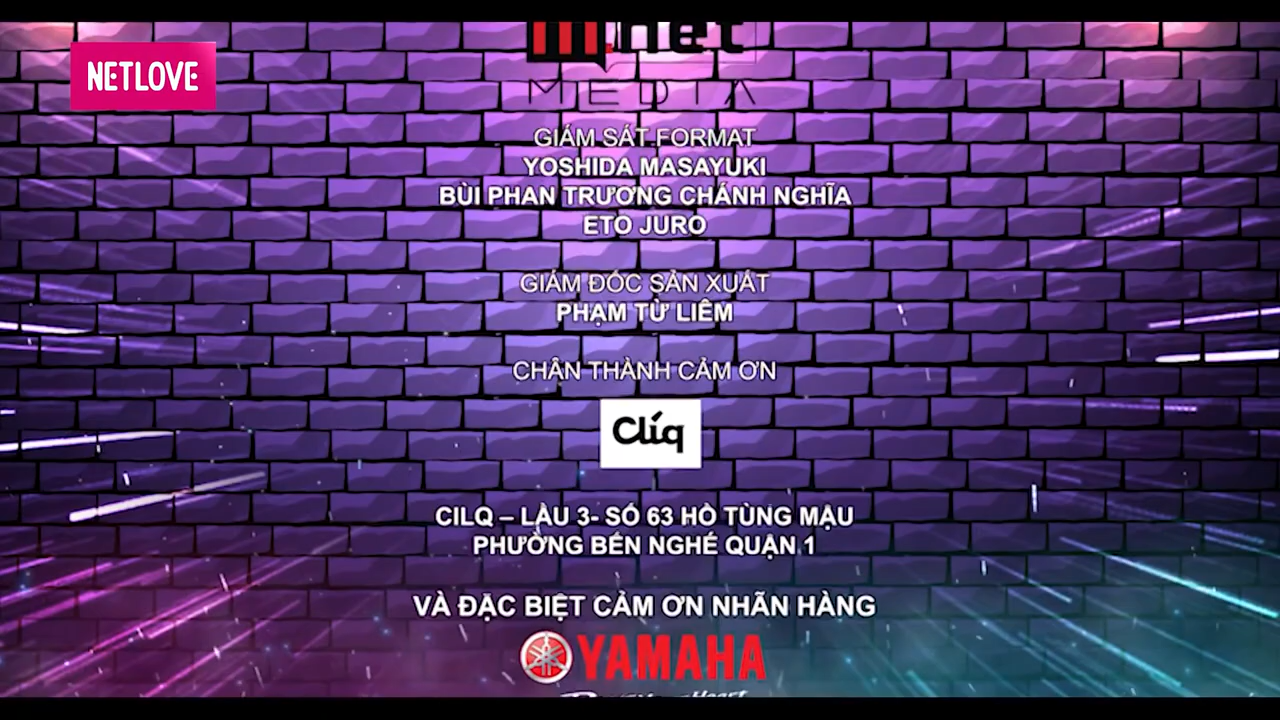 m.net
NETLOVE
MEDIA
GIÁM SÁT FORMAT
YOSHIDA MASAYUKI
BÙI PHAN TRƯƠNG CHÁNH NGHĨA
ETO JURO
GIÁM ĐỐC SẢN XUẤT
PHẠM TỪ LIÊM
CHÂN THÀNH CẢM ƠN
Clíq
CILQ – LẦU 3- SỐ 63 HỒ TÙNG MẬU
PHƯỜNG BẾN NGHÉ QUẬN 1
VÀ ĐẶC BIỆT CẢM ƠN NHÃN HÀNG
YAMAHA